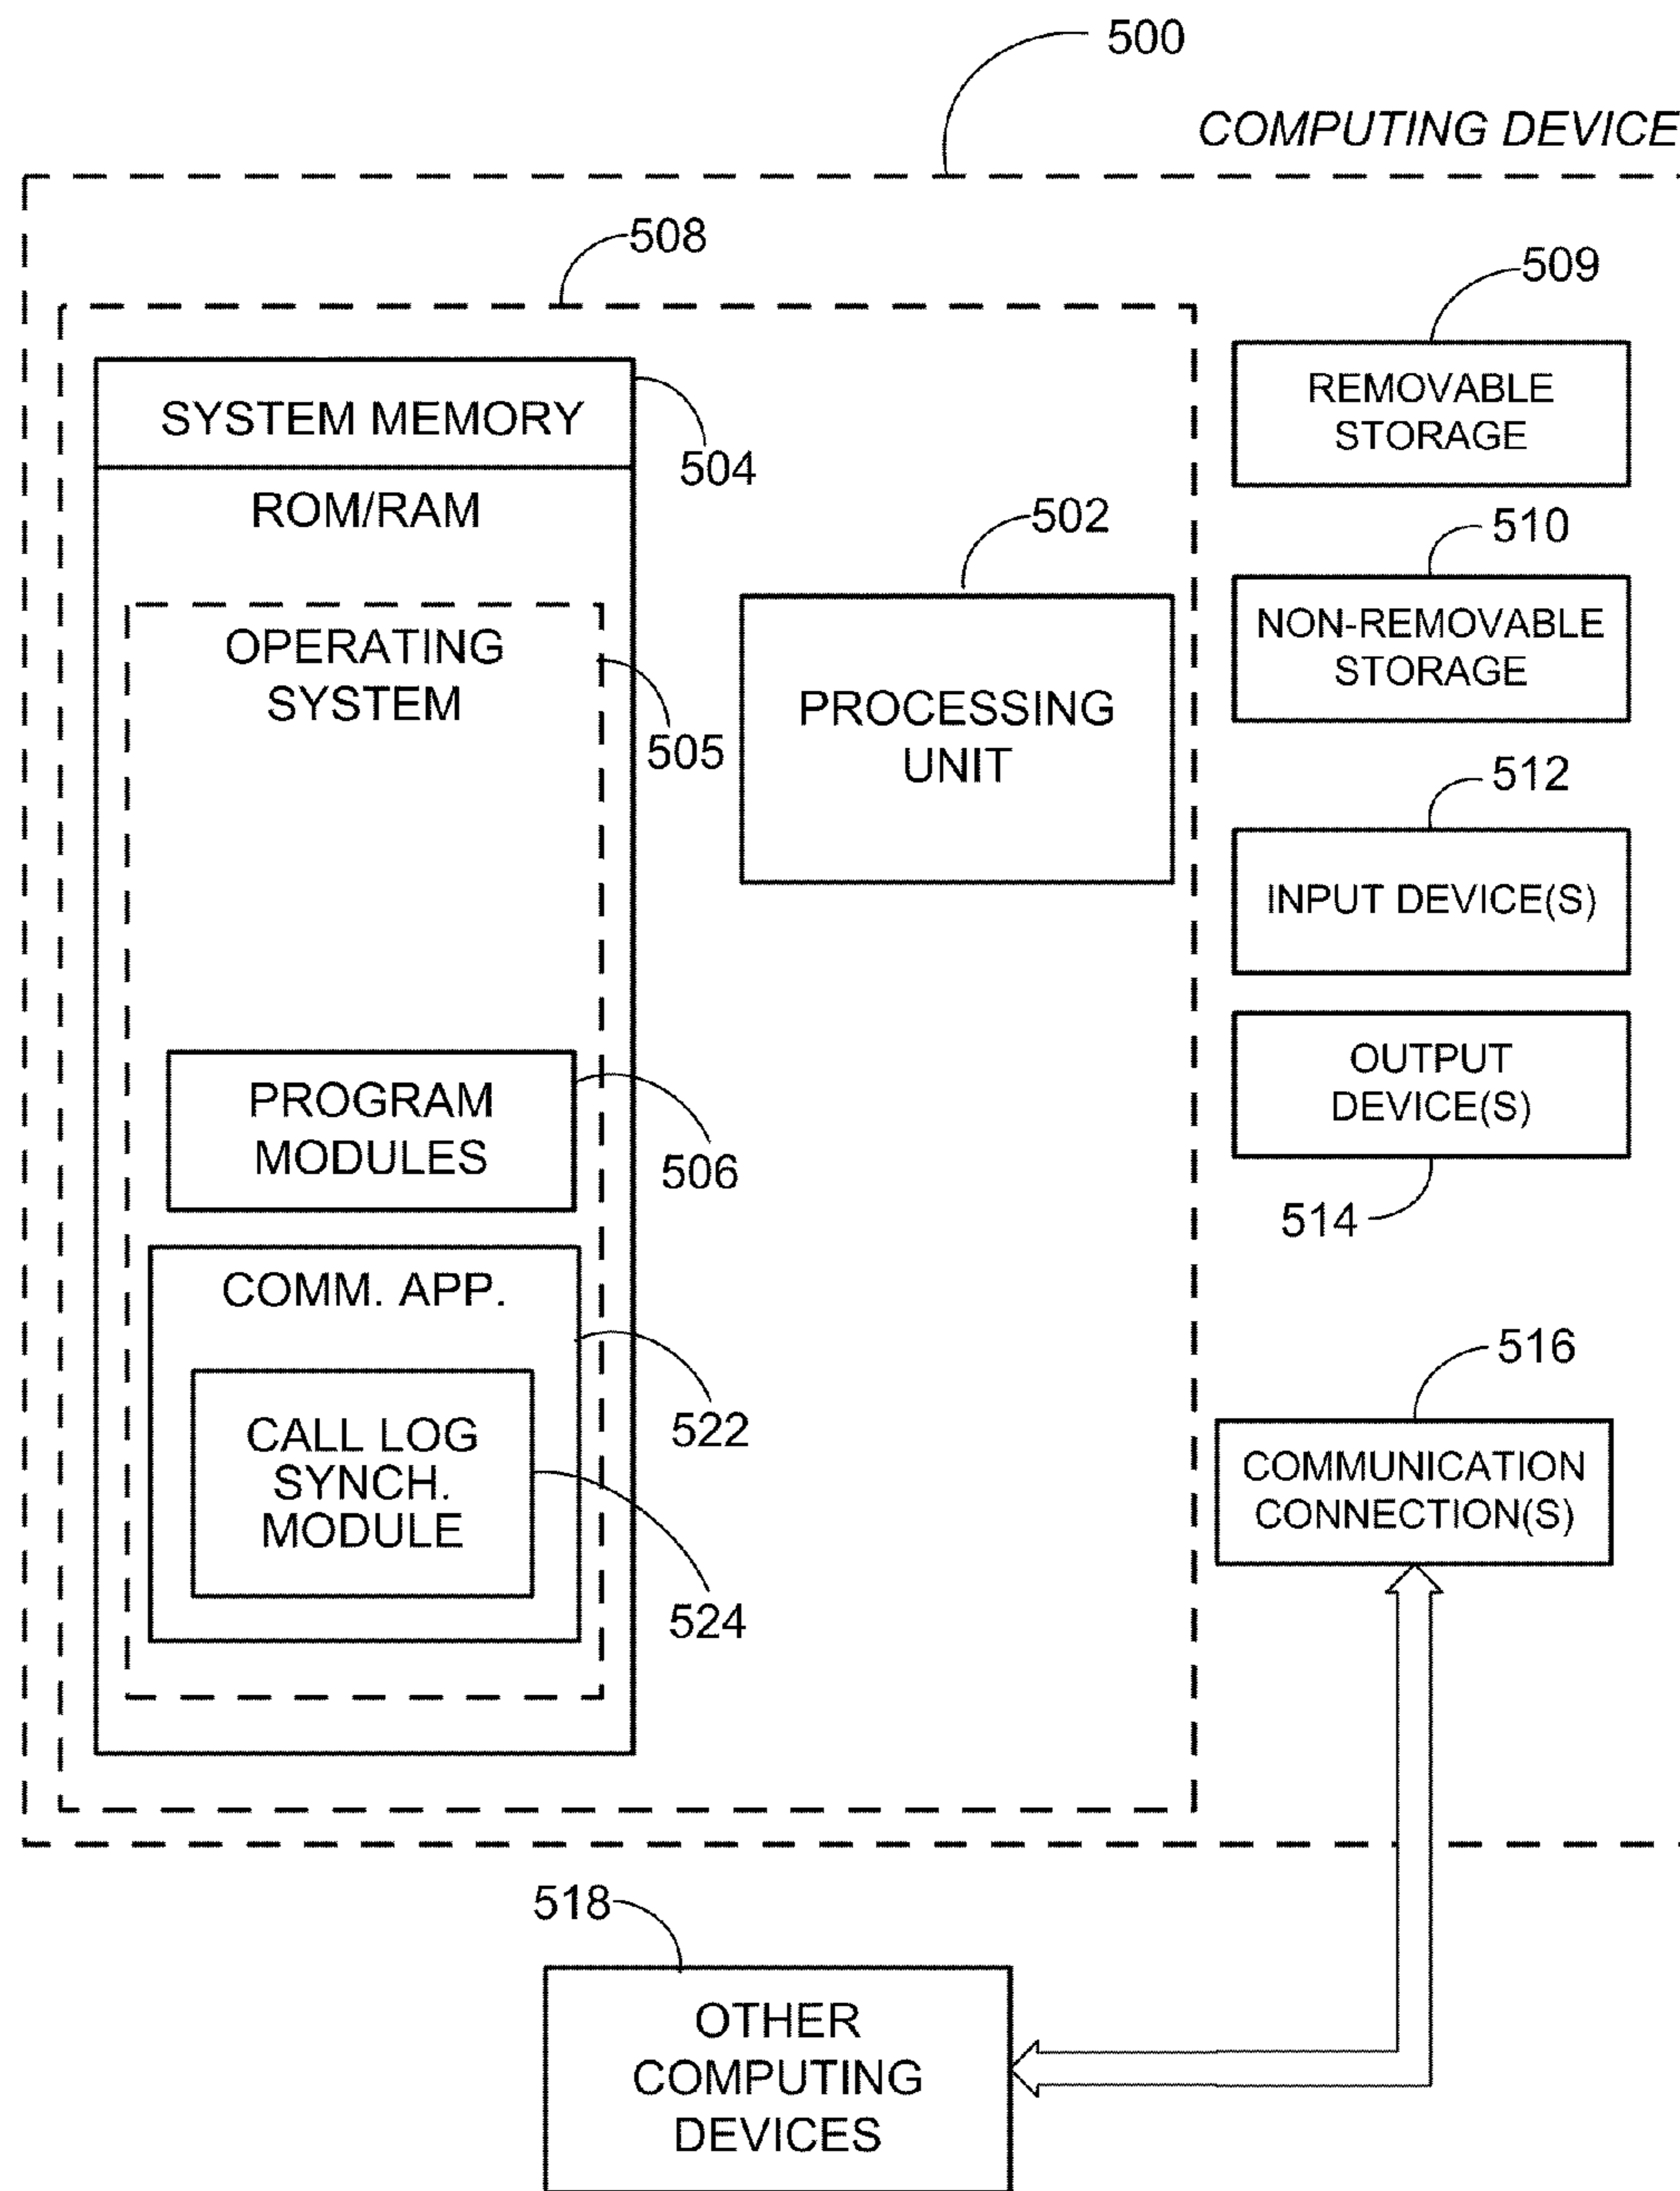 500
COMPUTING DEVICE
508
509
REMOVABLE
STORAGE
SYSTEM MEMORY
504
ROM/RAM
502
510
NON-REMOVABLE
STORAGE
OPERATING
SYSTEM
505
PROCESSING
UNIT
512
INPUT DEVICE(S)
OUTPUT
DEVICE(S)
514
PROGRAM
MODULES
506
COMM. APP.
522
CALL LOG
SYNCH.
MODULE
524
516
COMMUNICATION
CONNECTION(S)
518
OTHER
COMPUTING
DEVICES